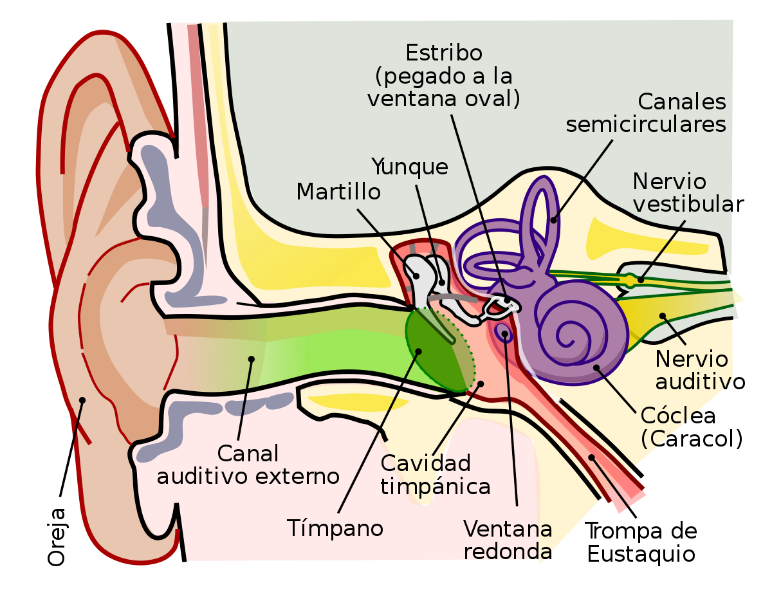 Estribo
(pegado a la
ventana oval)
Canales
semicirculares
Yunque
Martillo
Nervio
vestibular
Nervio
auditivo
Cóclea
(Caracol)
Canal
auditivo externo
Cavidad
timpánica
Oreja
Tímpano
Ventana
redonda
Trompa de
Eustaquio